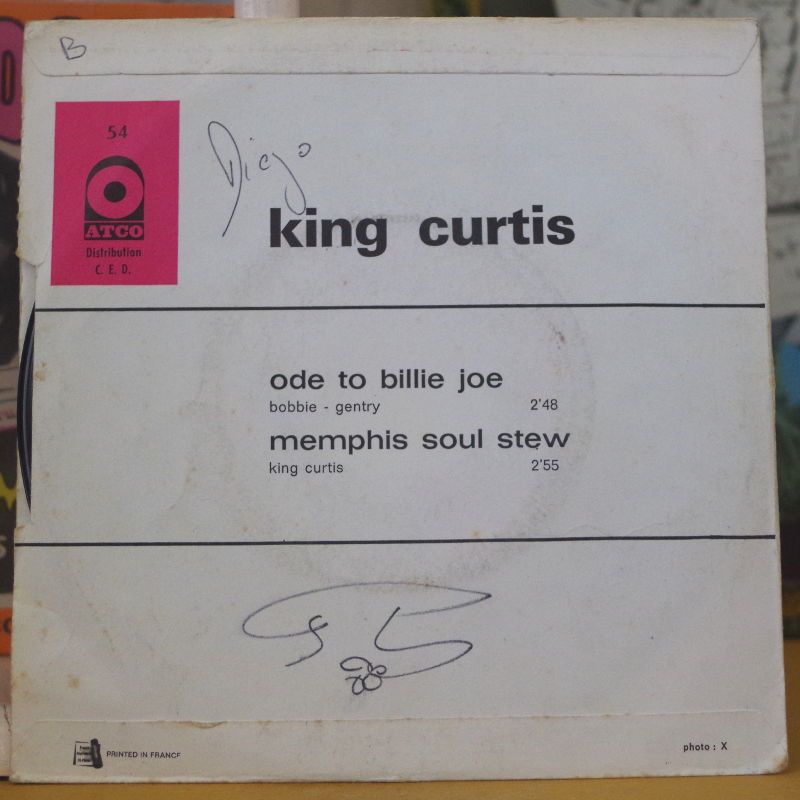 B
54
ATCO
Distribution
C. E. D.
Diego
king curtis
ode to billie joe
bobbie - gentry 2'48
memphis soul stew
king curtis 2'55
PRINTED IN FRANCE
photo : X